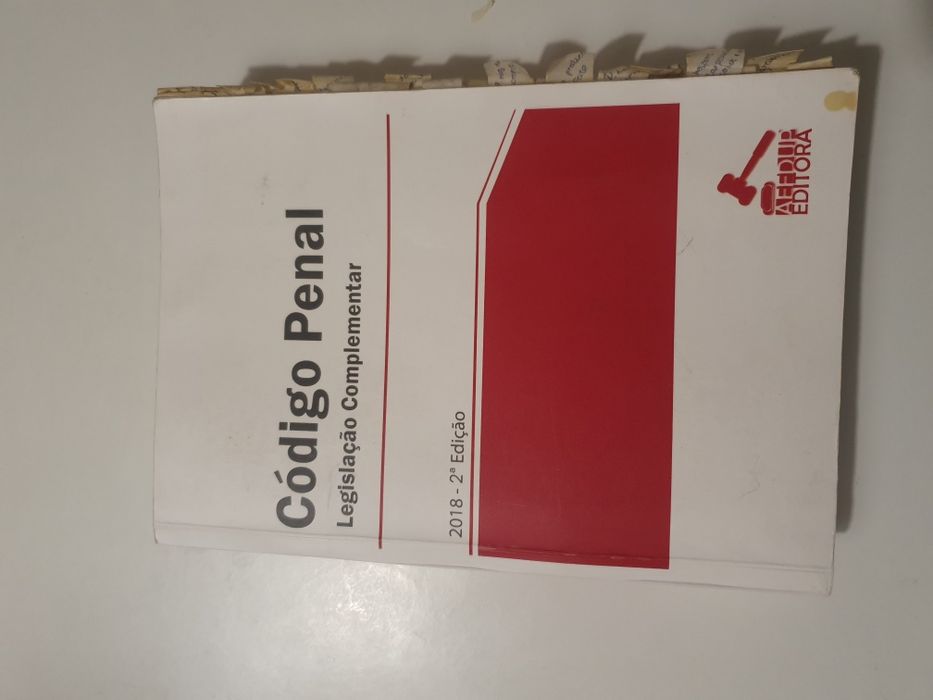 Código Penal
Legislação Complementar
2018 - 2ª Edição
AEFDUP
EDITORA